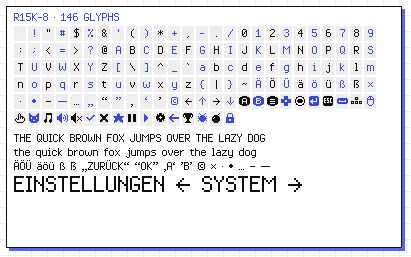 R15K-8 · 146 GLYPHS
! " # $ % & ' ( ) * + , - . / 0 1 2 3 4 5 6 7 8 9
: ; < = > ? @ A B C D E F G H I J K L M N O P Q R S
T U V W X Y Z [ \ ] ^ _ ` a b c d e f g h i j k l m
n o p q r s t u v w x y z { | } ~ Ä Ö Ü ä ö ü ß ẞ ×
· • – — … „ “ ” ‚ ‘ ’ © ← ↑ → ↓ A B ESC
THE QUICK BROWN FOX JUMPS OVER THE LAZY DOG
the quick brown fox jumps over the lazy dog
ÄÖÜ äöü ß ẞ „ZURÜCK“ “OK” ‚A‘ ’B’ © × · • … – —
EINSTELLUNGEN ← SYSTEM →